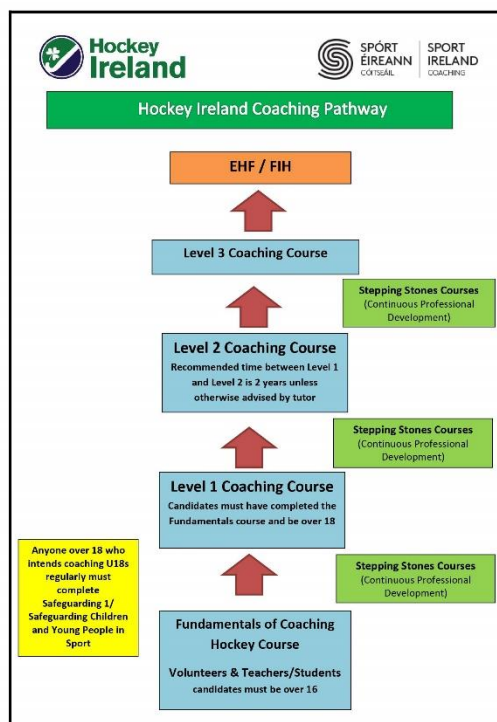 Hockey
Ireland
SPÓRT
ÉIREANN
CÓITSEÁIL
SPORT
IRELAND
COACHING
Hockey Ireland Coaching Pathway
EHF / FIH
Level 3 Coaching Course
Stepping Stones Courses
(Continuous Professional
Development)
Level 2 Coaching Course
Recommended time between Level 1
and Level 2 is 2 years unless
otherwise advised by tutor
Stepping Stones Courses
(Continuous Professional
Development)
Level 1 Coaching Course
Candidates must have completed the
Fundamentals course and be over 18
Anyone over 18 who
intends coaching U18s
regularly must
complete
Safeguarding 1/
Safeguarding Children
and Young People in
Sport
Stepping Stones Courses
(Continuous Professional
Development)
Fundamentals of Coaching
Hockey Course
Volunteers & Teachers/Students
candidates must be over 16